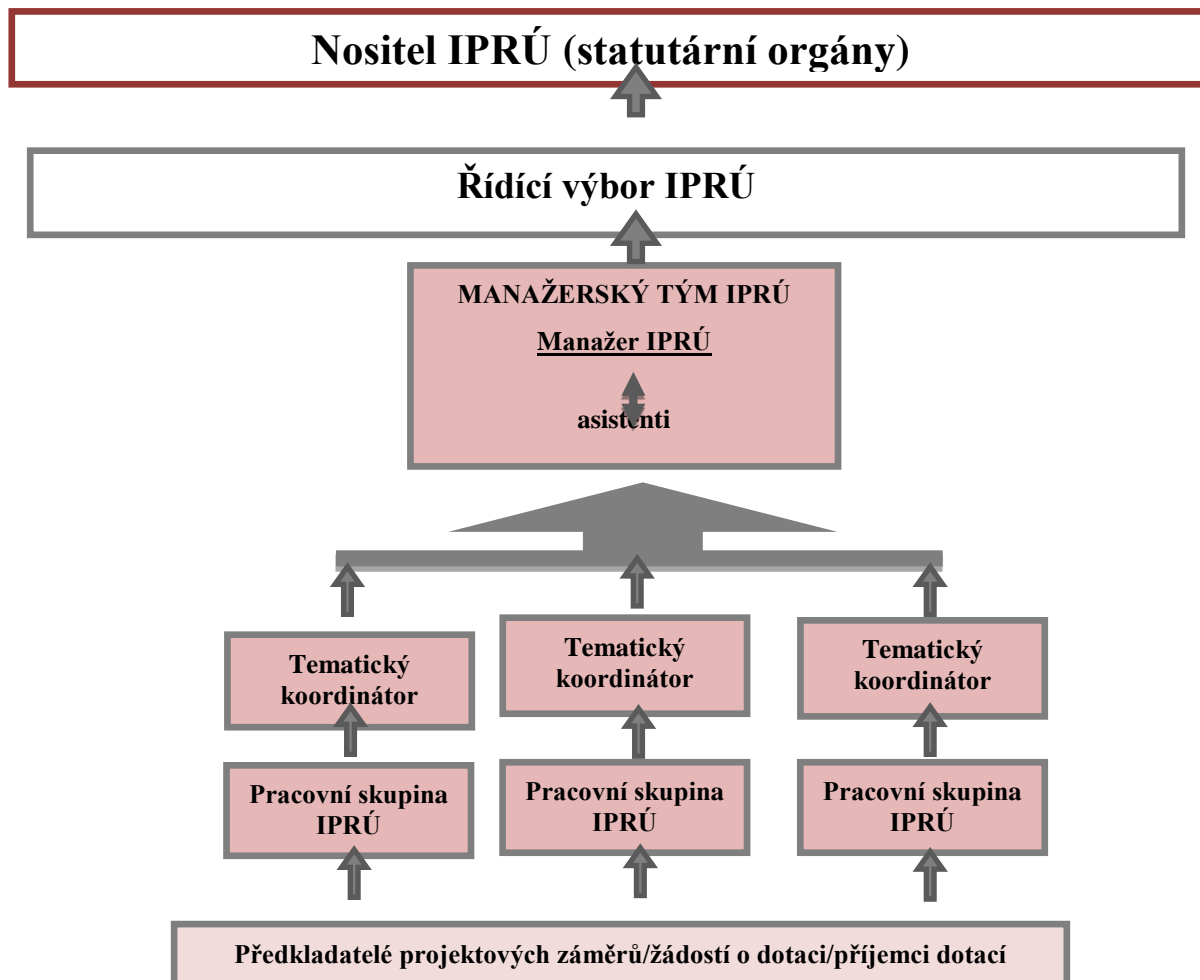 Nositel IPRÚ (statutární orgány)
Řídící výbor IPRÚ
MANAŽERSKÝ TÝM IPRÚ
Manažer IPRÚ
asistenti
Tematický
koordinátor
Tematický
koordinátor
Tematický
koordinátor
Pracovní skupina
IPRÚ
Pracovní skupina
IPRÚ
Pracovní skupina
IPRÚ
Předkladatelé projektových záměrů/žádostí o dotaci/příjemci dotací